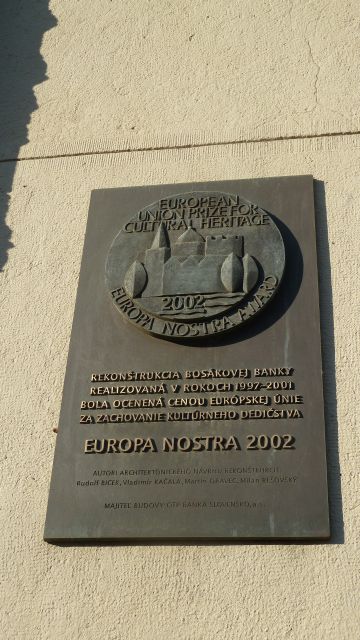 EUROPEAN
UNION PRIZE FOR
CULTURAL HERITAGE
2002
EUROPA NOSTRA AWARD
REKONŠTRUKCIA BOSÁKOVEJ BANKY
REALIZOVANÁ V ROKOCH 1997-2001
BOLA OCENENÁ CENOU EURÓPSKEJ ÚNIE
ZA ZACHOVANIE KULTÚRNEHO DEDIČSTVA
EUROPA NOSTRA 2002
AUTORI ARCHITEKTONICKÉHO NÁVRHU REKONŠTRUKCIE:
Rudolf BICEK, Vladimír KAČALA, Martin DRAVEC, Milan REŠOVSKÝ
MAJITEĽ BUDOVY OTP BANKA SLOVENSKO, a.s.